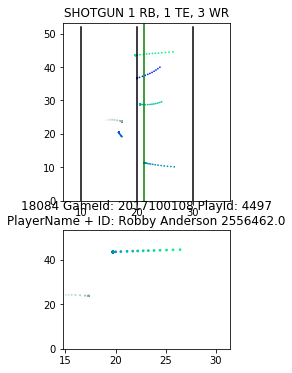 SHOTGUN 1 RB, 1 TE, 3 WR
50
40
30
20
10
0
10 20 30
18084 GameId: 2017100108 PlayId: 4497
PlayerName + ID: Robby Anderson 2556462.0
40
20
0
15 20 25 30